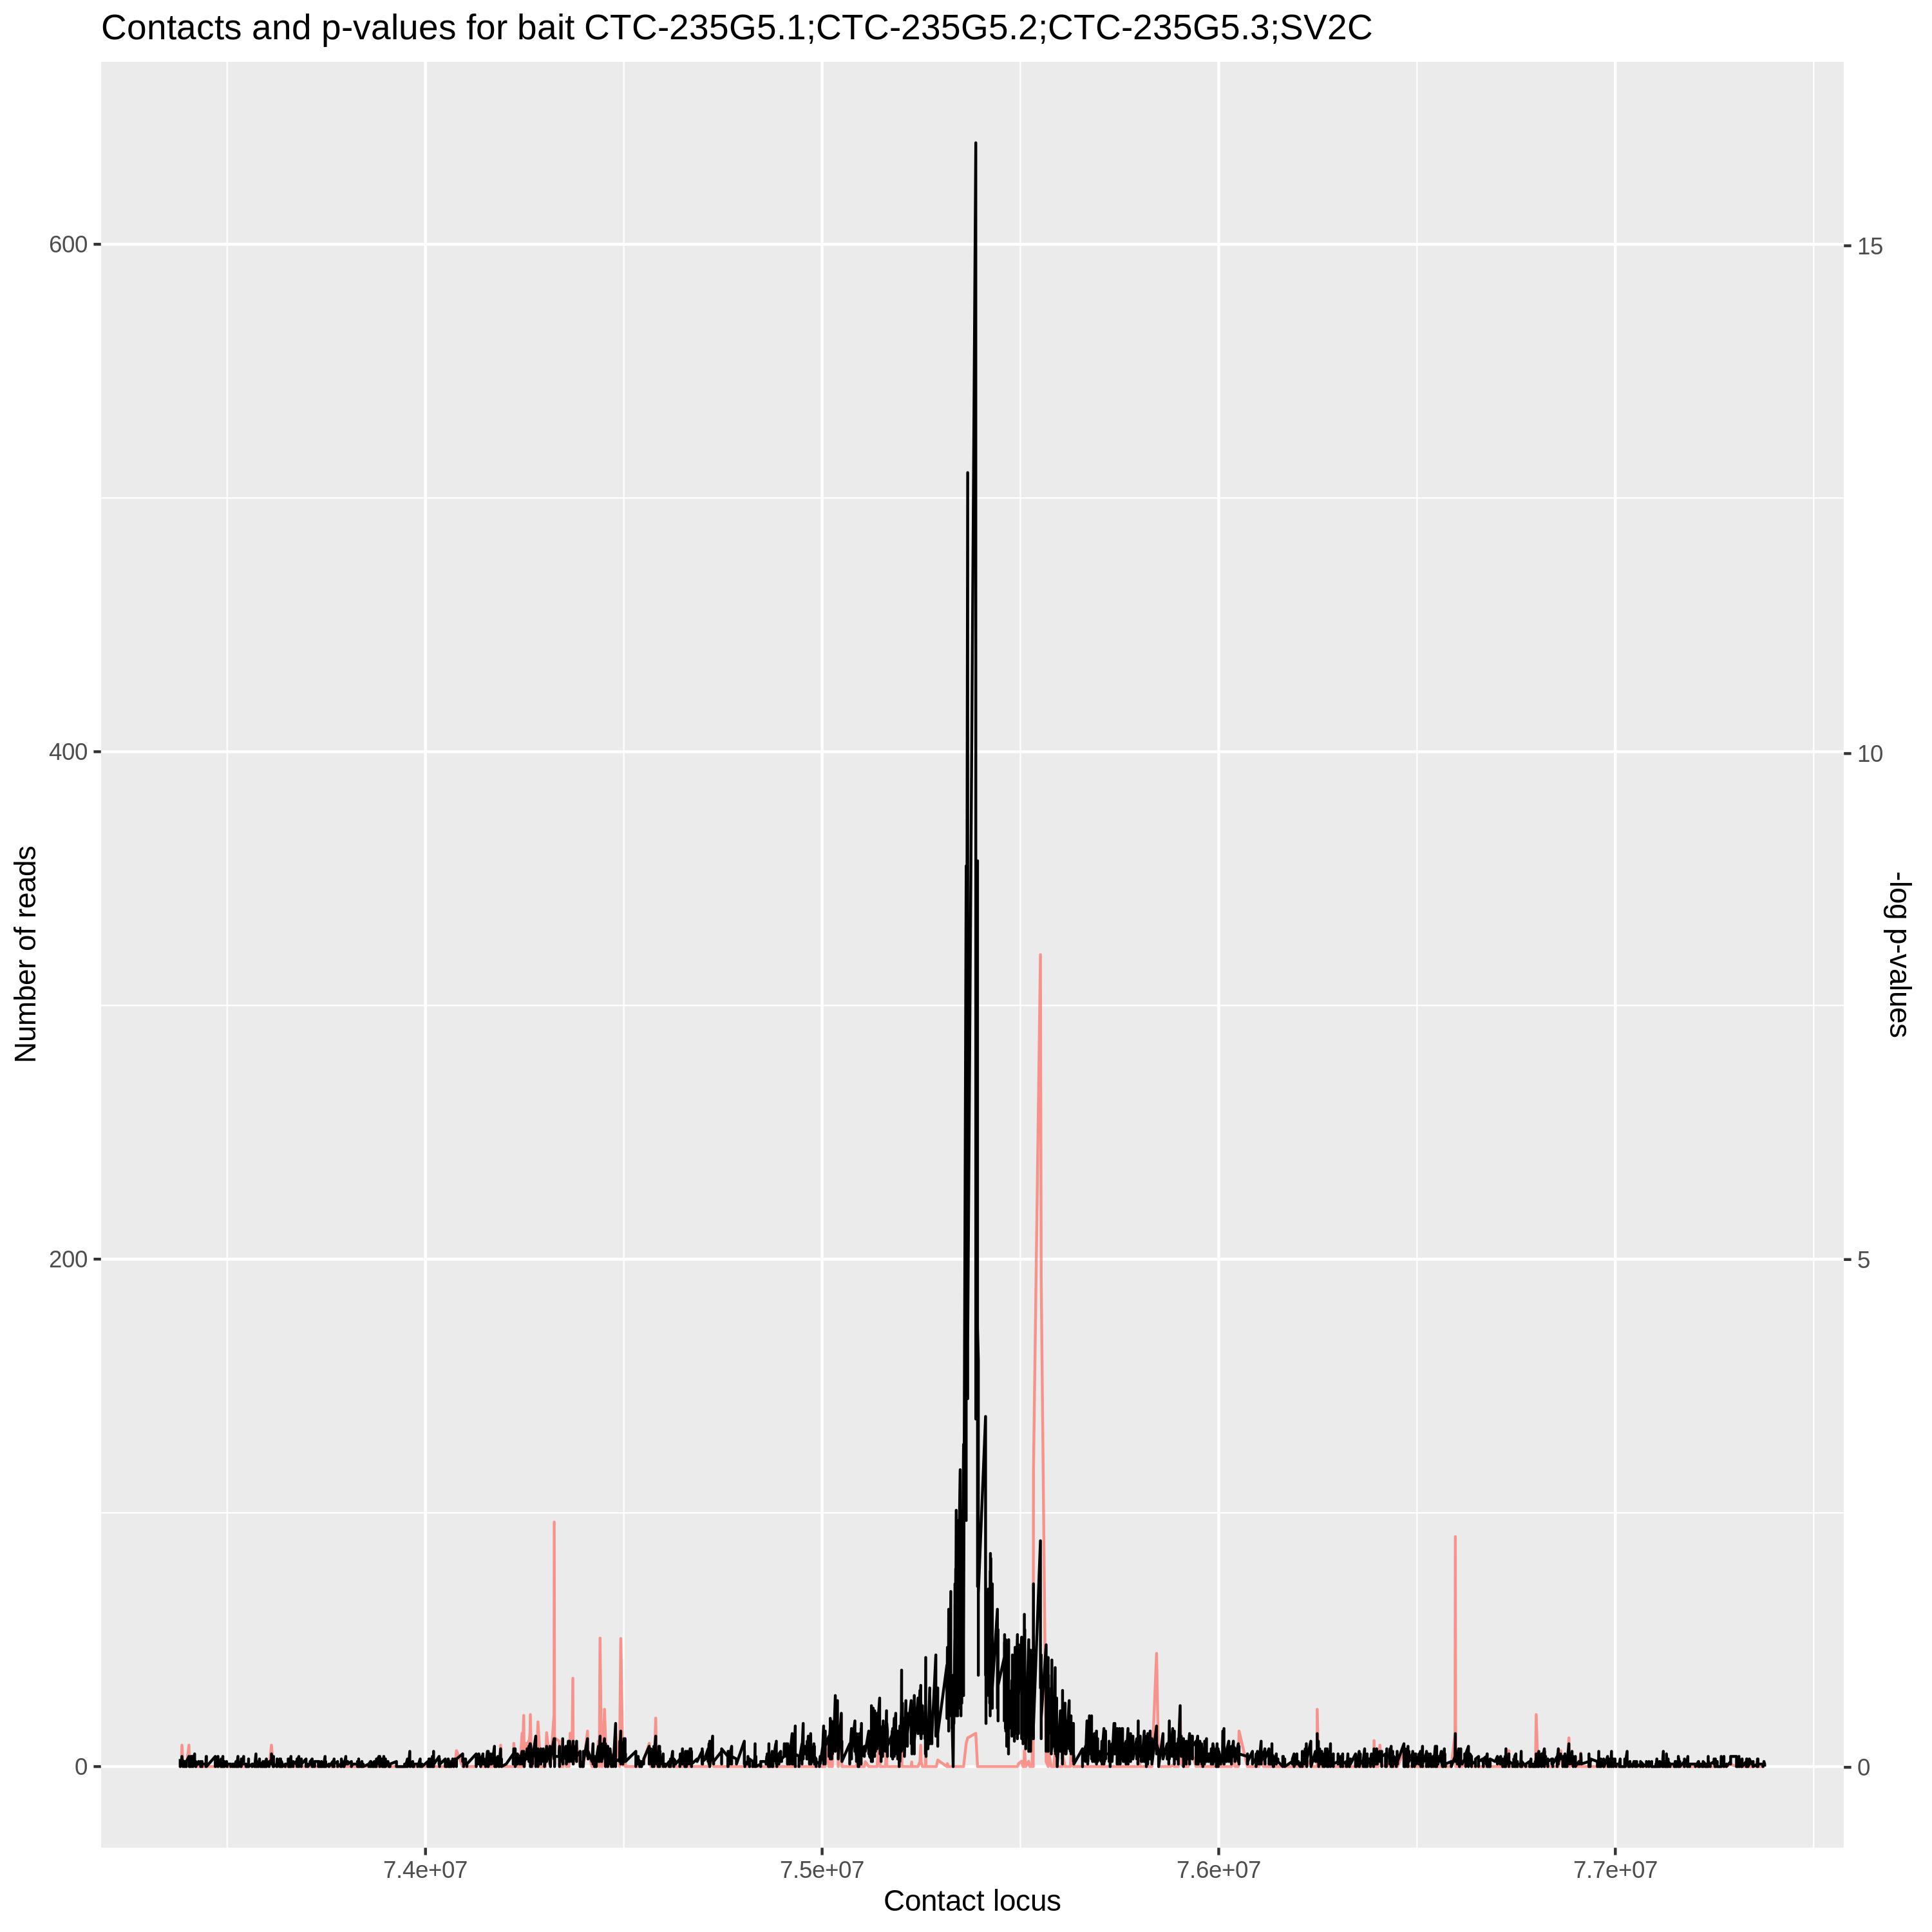 Contacts and p-values for bait CTC-235G5.1;CTC-235G5.2;CTC-235G5.3;SV2C
600
400
200
0
Number of reads
15
10
5
0
-log p-values
7.4e+07
7.5e+07
7.6e+07
7.7e+07
Contact locus